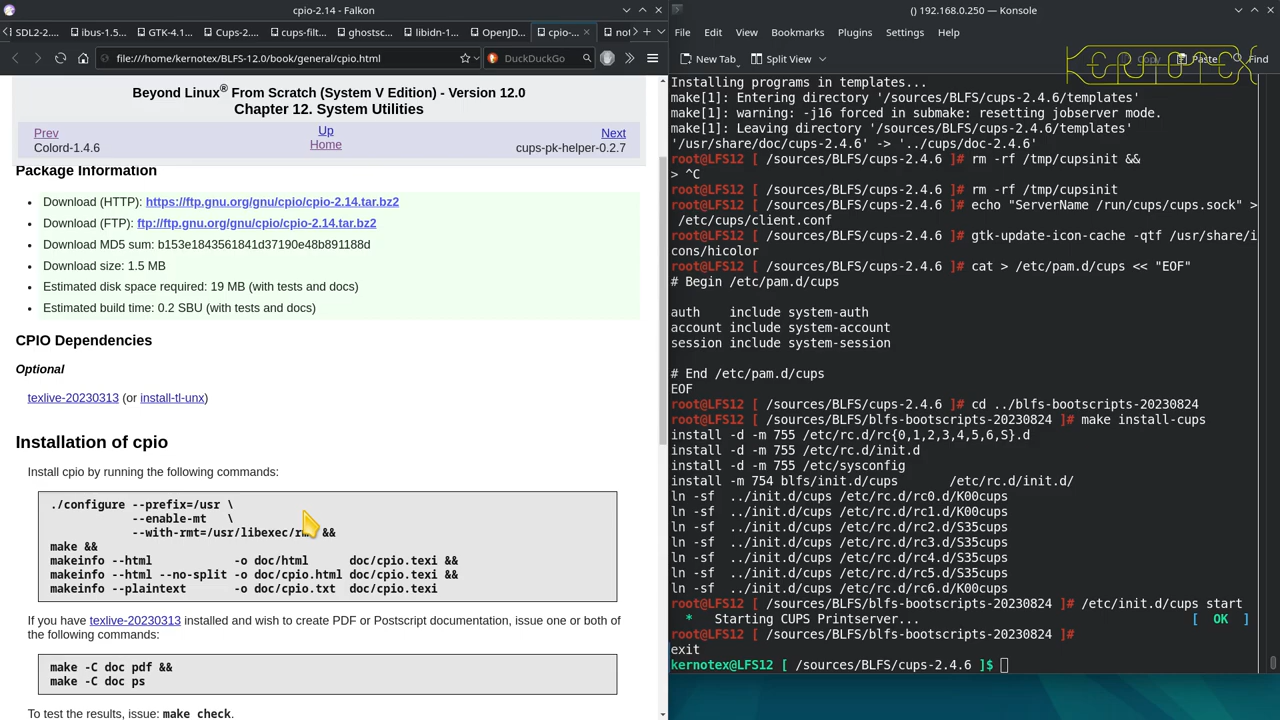 cpio-2.14 - Falkon
SDL2-2....
ibus-1.5...
GTK-4.1...
Cups-2....
cups-filt...
ghostsc...
libidn-1...
OpenJD...
cpio-...
not
file:///home/kernotex/BLFS-12.0/book/general/cpio.html
DuckDuckGo
Beyond Linux® From Scratch (System V Edition) - Version 12.0
Chapter 12. System Utilities
Prev
Up
Next
Colord-1.4.6
Home
cups-pk-helper-0.2.7
Package Information
• Download (HTTP): https://ftp.gnu.org/gnu/cpio/cpio-2.14.tar.bz2
• Download (FTP): ftp://ftp.gnu.org/gnu/cpio/cpio-2.14.tar.bz2
• Download MD5 sum: b153e1843561841d37190e48b891188d
• Download size: 1.5 MB
• Estimated disk space required: 19 MB (with tests and docs)
• Estimated build time: 0.2 SBU (with tests and docs)
CPIO Dependencies
Optional
texlive-20230313 (or install-tl-unx)
Installation of cpio
Install cpio by running the following commands:
./configure --prefix=/usr \
--enable-mt \
--with-rmt=/usr/libexec/rmt &&
make &&
makeinfo --html -o doc/html doc/cpio.texi &&
makeinfo --html --no-split -o doc/cpio.html doc/cpio.texi &&
makeinfo --plaintext -o doc/cpio.txt doc/cpio.texi
If you have texlive-20230313 installed and wish to create PDF or Postscript documentation, issue one or both of
the following commands:
make -C doc pdf &&
make -C doc ps
To test the results, issue: make check.
() 192.168.0.250 — Konsole
File Edit View Bookmarks Plugins Settings Help
New Tab Split View Copy Paste Find
KERNOTEX
Installing programs in templates...
make[1]: Entering directory '/sources/BLFS/cups-2.4.6/templates'
make[1]: warning: -j16 forced in submake: resetting jobserver mode.
make[1]: Leaving directory '/sources/BLFS/cups-2.4.6/templates'
'/usr/share/doc/cups-2.4.6' -> '../cups/doc-2.4.6'
root@LFS12 [ /sources/BLFS/cups-2.4.6 ]# rm -rf /tmp/cupsinit &&
> ^C
root@LFS12 [ /sources/BLFS/cups-2.4.6 ]# rm -rf /tmp/cupsinit
root@LFS12 [ /sources/BLFS/cups-2.4.6 ]# echo "ServerName /run/cups/cups.sock" >
/etc/cups/client.conf
root@LFS12 [ /sources/BLFS/cups-2.4.6 ]# gtk-update-icon-cache -qtf /usr/share/i
cons/hicolor
root@LFS12 [ /sources/BLFS/cups-2.4.6 ]# cat > /etc/pam.d/cups << "EOF"
# Begin /etc/pam.d/cups
auth include system-auth
account include system-account
session include system-session
# End /etc/pam.d/cups
EOF
root@LFS12 [ /sources/BLFS/cups-2.4.6 ]# cd ../blfs-bootscripts-20230824
root@LFS12 [ /sources/BLFS/blfs-bootscripts-20230824 ]# make install-cups
install -d -m 755 /etc/rc.d/rc{0,1,2,3,4,5,6,S}.d
install -d -m 755 /etc/rc.d/init.d
install -d -m 755 /etc/sysconfig
install -m 754 blfs/init.d/cups /etc/rc.d/init.d/
ln -sf ../init.d/cups /etc/rc.d/rc0.d/K00cups
ln -sf ../init.d/cups /etc/rc.d/rc1.d/K00cups
ln -sf ../init.d/cups /etc/rc.d/rc2.d/S35cups
ln -sf ../init.d/cups /etc/rc.d/rc3.d/S35cups
ln -sf ../init.d/cups /etc/rc.d/rc4.d/S35cups
ln -sf ../init.d/cups /etc/rc.d/rc5.d/S35cups
ln -sf ../init.d/cups /etc/rc.d/rc6.d/K00cups
root@LFS12 [ /sources/BLFS/blfs-bootscripts-20230824 ]# /etc/init.d/cups start
* Starting CUPS Printserver... [ OK ]
root@LFS12 [ /sources/BLFS/blfs-bootscripts-20230824 ]#
exit
kernotex@LFS12 [ /sources/BLFS/cups-2.4.6 ]$